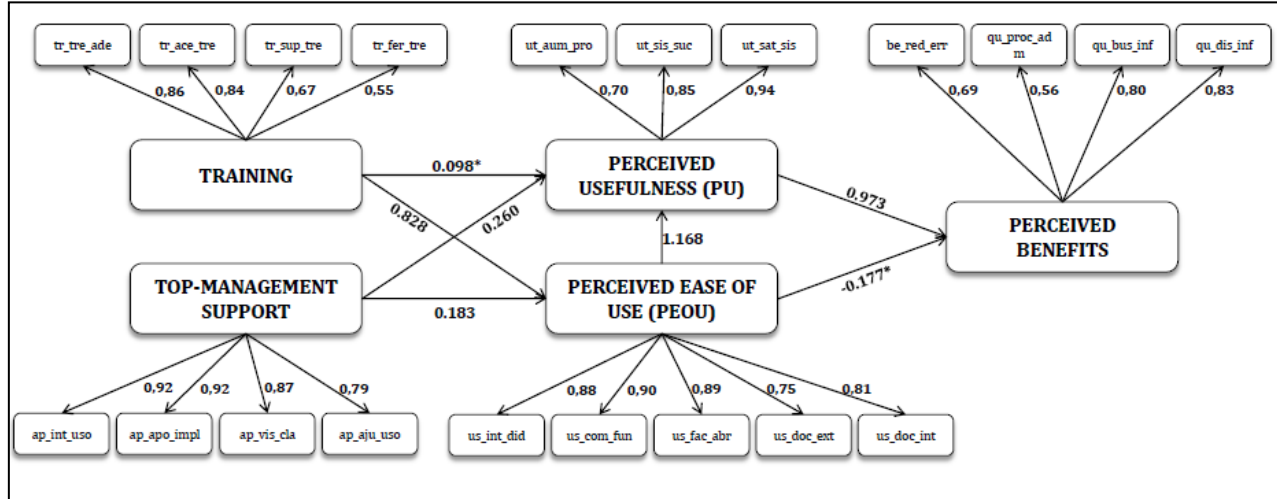 tr_tre_ade
tr_ace_tre
tr_sup_tre
tr_fer_tre
ut_aum_pro
ut_sis_suc
ut_sat_sis
be_red_err
qu_proc_ad
m
qu_bus_inf
qu_dis_inf
0,86
0,84
0,67
0,55
0,70
0,85
0,94
0,69
0,56
0,80
0,83
TRAINING
0.098*
PERCEIVED
USEFULNESS (PU)
0.973
0.828
0.260
1.168
PERCEIVED
BENEFITS
TOP-MANAGEMENT
SUPPORT
0.183
PERCEIVED EASE OF
USE (PEOU)
-0.177*
0,92
0,92
0,87
0,79
0,88
0,90
0,89
0,75
0,81
ap_int_uso
ap_apo_impl
ap_vis_cla
ap_aju_uso
us_int_did
us_com_fun
us_fac_abr
us_doc_ext
us_doc_int